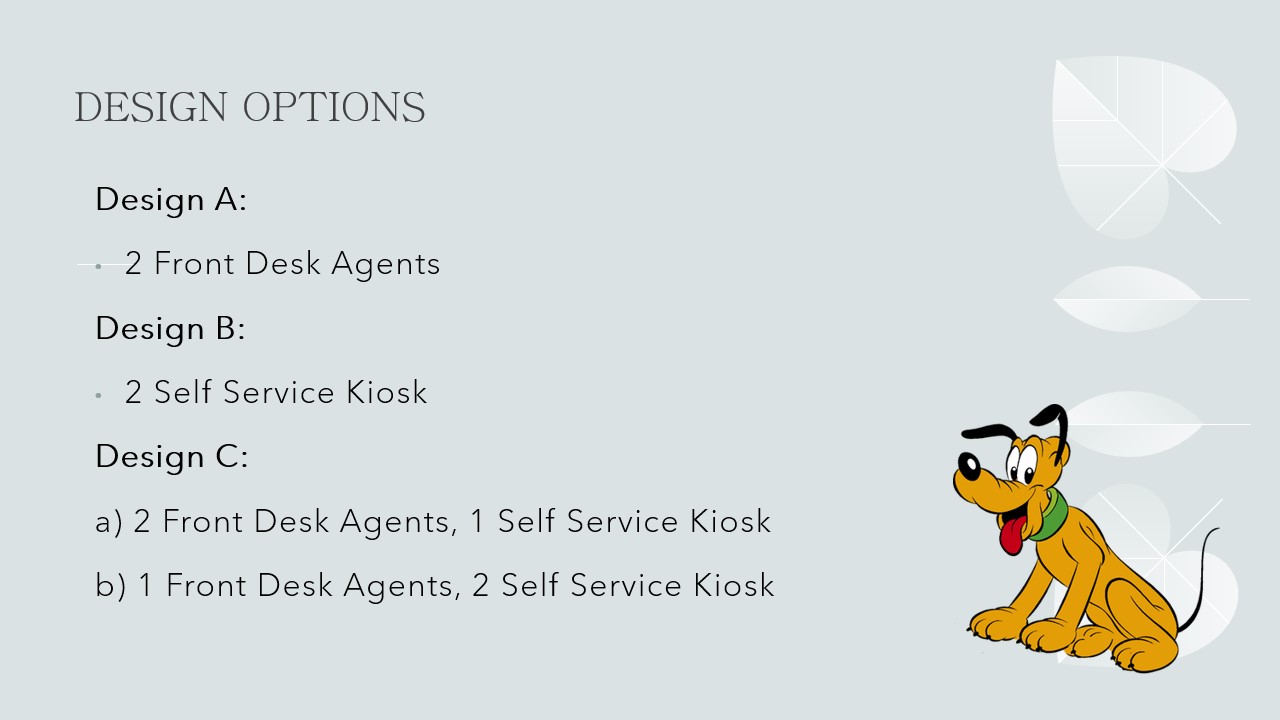 DESIGN OPTIONS
Design A:
• 2 Front Desk Agents
Design B:
• 2 Self Service Kiosk
Design C:
a) 2 Front Desk Agents, 1 Self Service Kiosk
b) 1 Front Desk Agents, 2 Self Service Kiosk